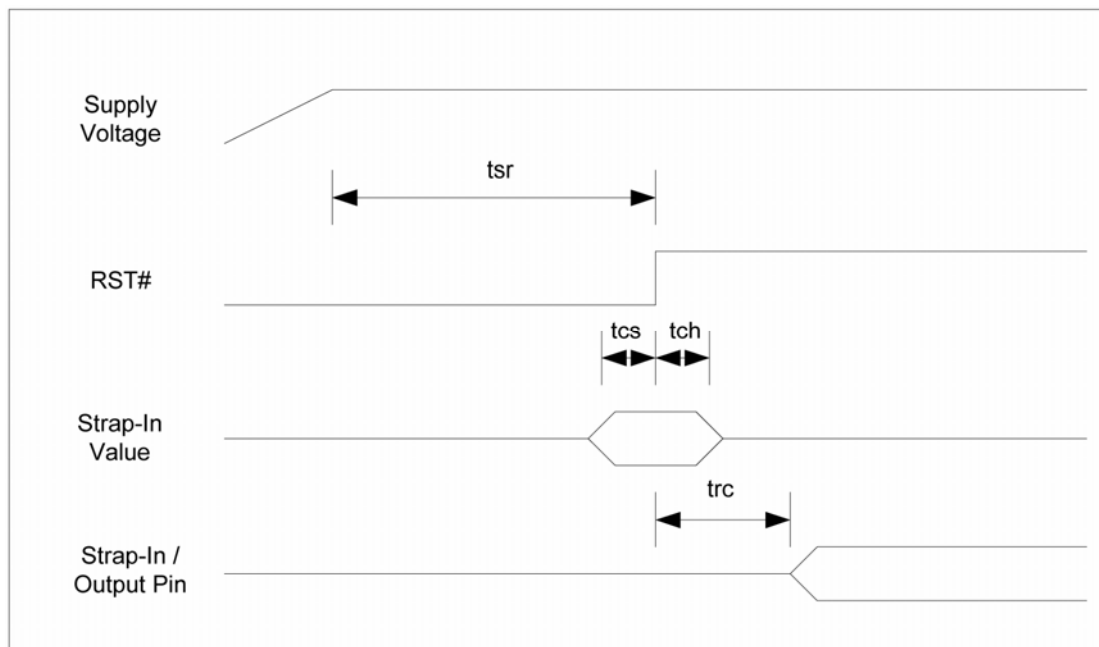 Supply
Voltage
tsr
RST#
tcs
tch
Strap-In
Value
trc
Strap-In /
Output Pin